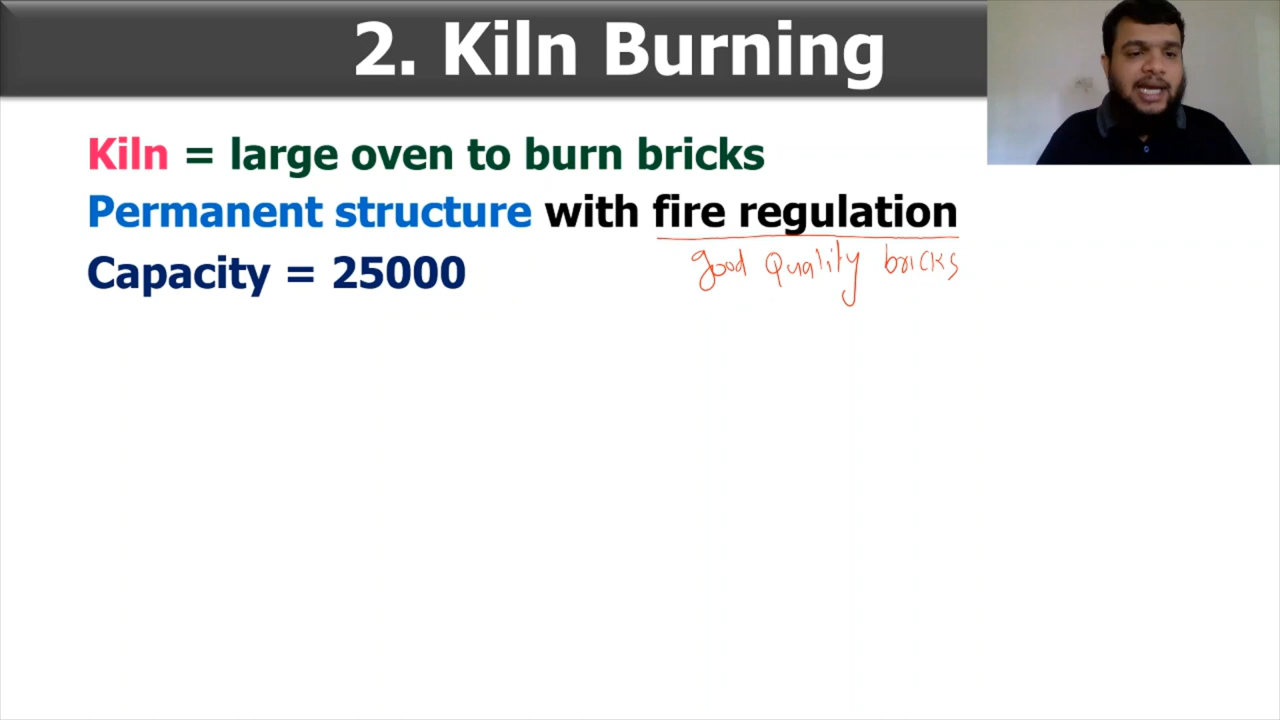 2. Kiln Burning
Kiln = large oven to burn bricks
Permanent structure with fire regulation
good Quality bricks
Capacity = 25000